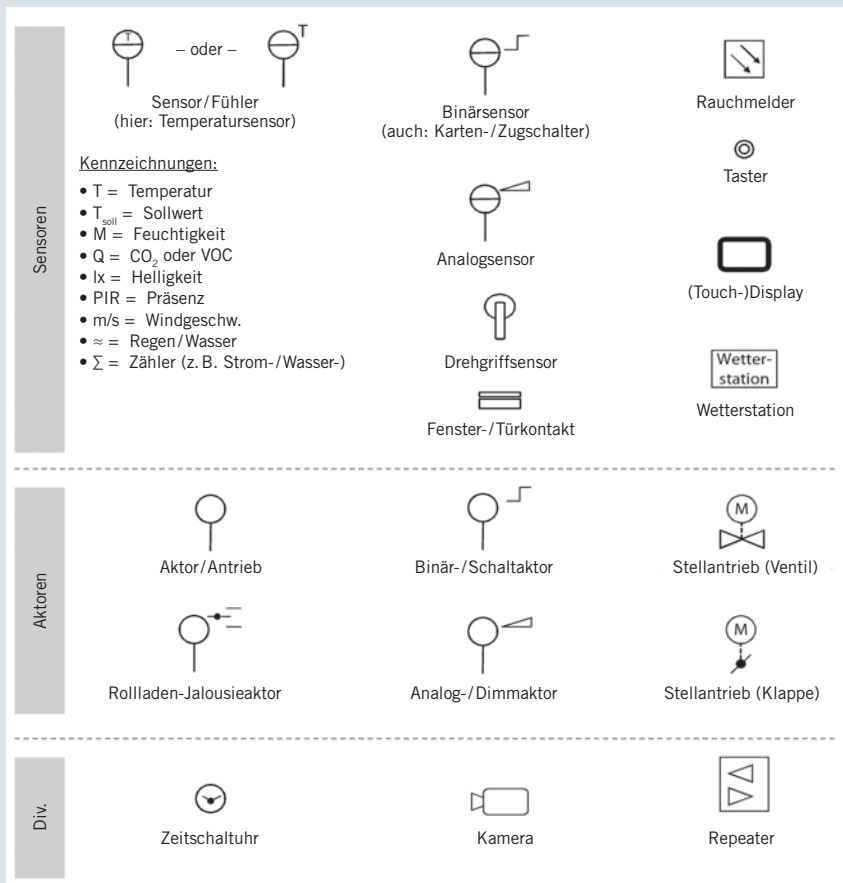 Sensoren
T
– oder –
T
Sensor/Fühler
(hier: Temperatursensor)
Kennzeichnungen:
• T = Temperatur
• Tsoll = Sollwert
• M = Feuchtigkeit
• Q = CO2 oder VOC
• lx = Helligkeit
• PIR = Präsenz
• m/s = Windgeschw.
• ≈ = Regen/Wasser
• ∑ = Zähler (z. B. Strom-/Wasser-)
Binärsensor
(auch: Karten-/Zugschalter)
Analogsensor
Drehgriffsensor
Fenster-/Türkontakt
Rauchmelder
Taster
(Touch-)Display
Wetter-
station
Wetterstation
Aktoren
Aktor/Antrieb
Binär-/Schaltaktor
M
Stellantrieb (Ventil)
Rollladen-Jalousieaktor
Analog-/Dimmaktor
M
Stellantrieb (Klappe)
Div.
Zeitschaltuhr
Kamera
Repeater